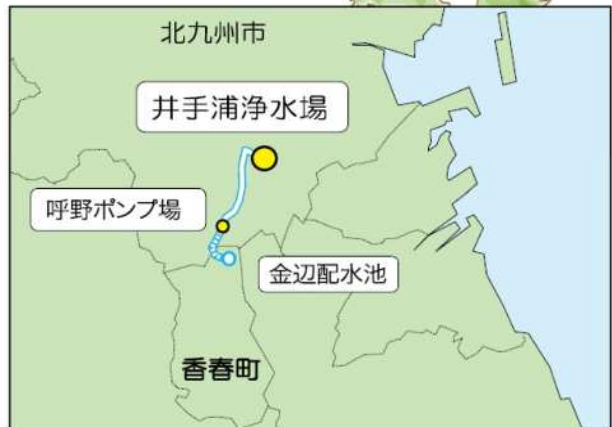 北九州市
井手浦浄水場
呼野ポンプ場
金辺配水池
香春町